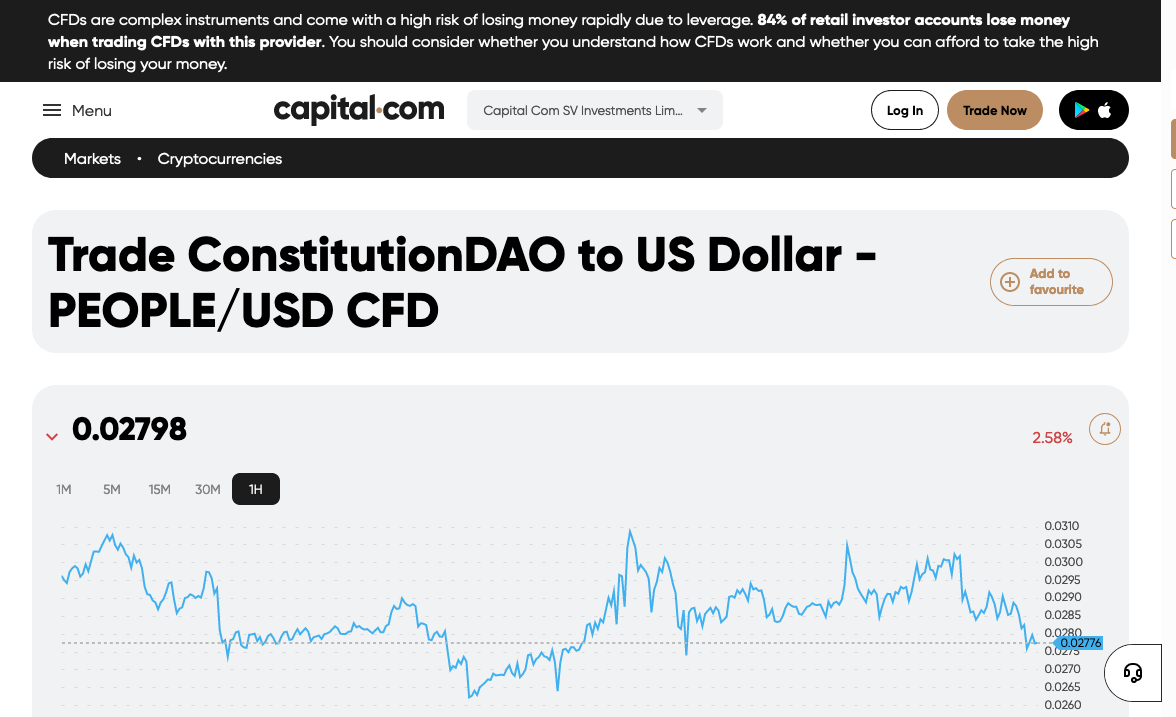 CFDs are complex instruments and come with a high risk of losing money rapidly due to leverage. 84% of retail investor accounts lose money
when trading CFDs with this provider. You should consider whether you understand how CFDs work and whether you can afford to take the high
risk of losing your money.
Menu
capital.com
Capital Com SV Investments Lim...
Log In
Trade Now
Markets • Cryptocurrencies
Trade ConstitutionDAO to US Dollar -
PEOPLE/USD CFD
Add to
favourite
0.02798
2.58%
1M 5M 15M 30M 1H
0.0310
0.0305
0.0300
0.0295
0.0290
0.0285
0.0280
0.02776
0.0275
0.0270
0.0265
0.0260